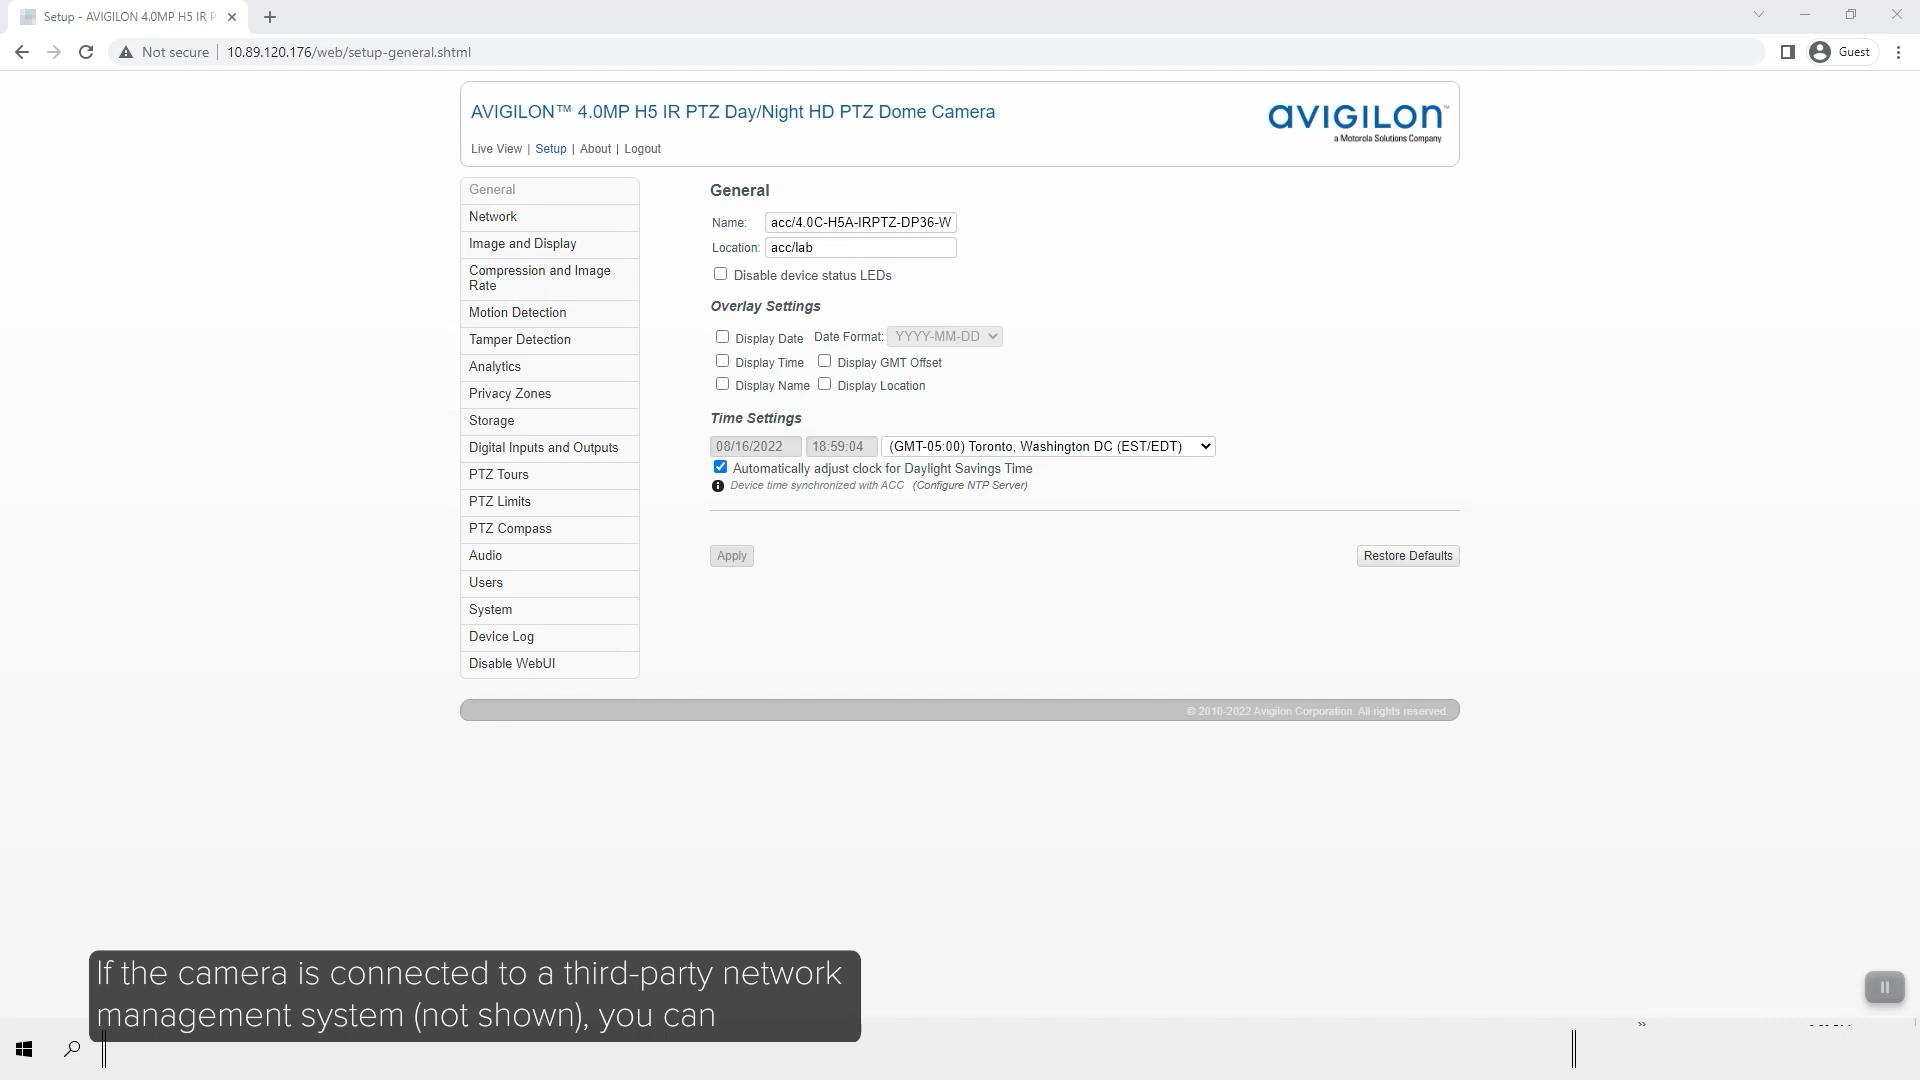 Setup - AVIGILON 4.0MP H5 IR P
Not secure
10.89.120.176/web/setup-general.shtml
Guest
AVIGILON™ 4.0MP H5 IR PTZ Day/Night HD PTZ Dome Camera
AVIGILON™
a Motorola Solutions Company
Live View | Setup | About | Logout
General
Network
Image and Display
Compression and Image
Rate
Motion Detection
Tamper Detection
Analytics
Privacy Zones
Storage
Digital Inputs and Outputs
PTZ Tours
PTZ Limits
PTZ Compass
Audio
Users
System
Device Log
Disable WebUI
General
Name: acc/4.0C-H5A-IRPTZ-DP36-W
Location: acc/lab
Disable device status LEDs
Overlay Settings
Display Date Date Format: YYYY-MM-DD
Display Time Display GMT Offset
Display Name Display Location
Time Settings
08/16/2022 18:59:04 (GMT-05:00) Toronto, Washington DC (EST/EDT)
Automatically adjust clock for Daylight Savings Time
Device time synchronized with ACC (Configure NTP Server)
Apply
Restore Defaults
© 2010-2022 Avigilon Corporation. All rights reserved.
If the camera is connected to a third-party network
management system (not shown), you can